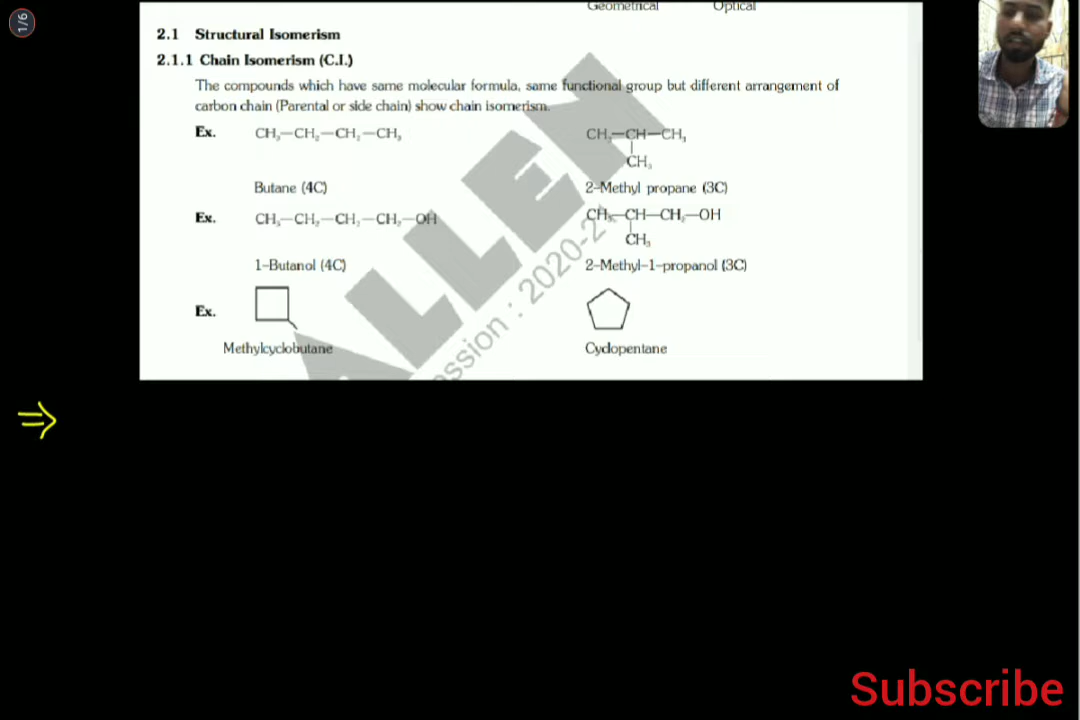 1/6
Geometrical Optical
2.1 Structural Isomerism
2.1.1 Chain Isomerism (C.I.)
The compounds which have same molecular formula, same functional group but different arrangement of
carbon chain (Parental or side chain) show chain isomerism.
Ex. CH₃—CH₂—CH₂—CH₃ CH₃—CH—CH₃
CH₃
Butane (4C) 2-Methyl propane (3C)
Ex. CH₃—CH₂—CH₂—CH₂—OH CH₃—CH—CH₂—OH
CH₃
1-Butanol (4C) 2-Methyl-1-propanol (3C)
Ex.
Methylcyclobutane Cyclopentane
ALLEN
ssion : 2020-2
⇒
Subscribe